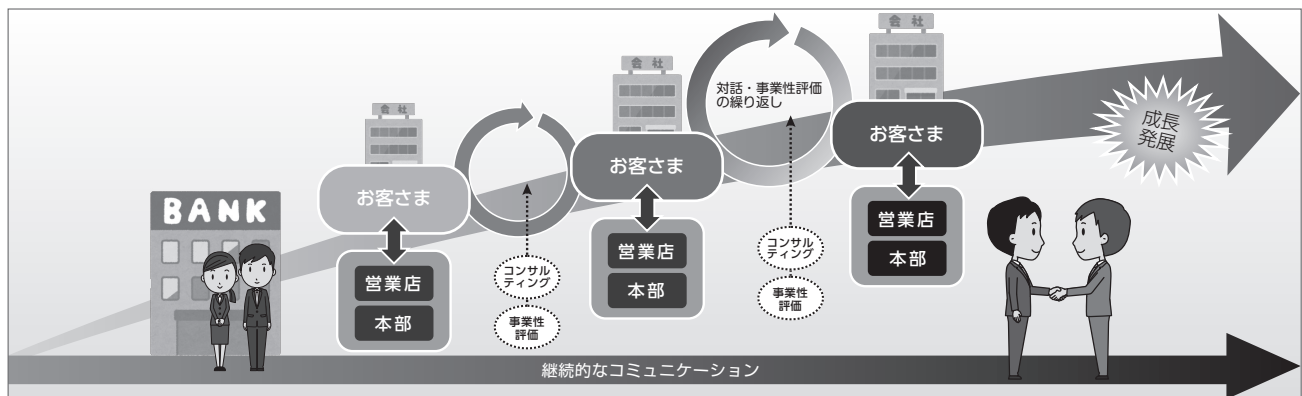 BANK
会社
お客さま
営業店
本部
コンサル
ティング
事業性
評価
会社
お客さま
営業店
本部
対話・事業性評価
の繰り返し
コンサル
ティング
事業性
評価
会社
お客さま
営業店
本部
成長
発展
継続的なコミュニケーション